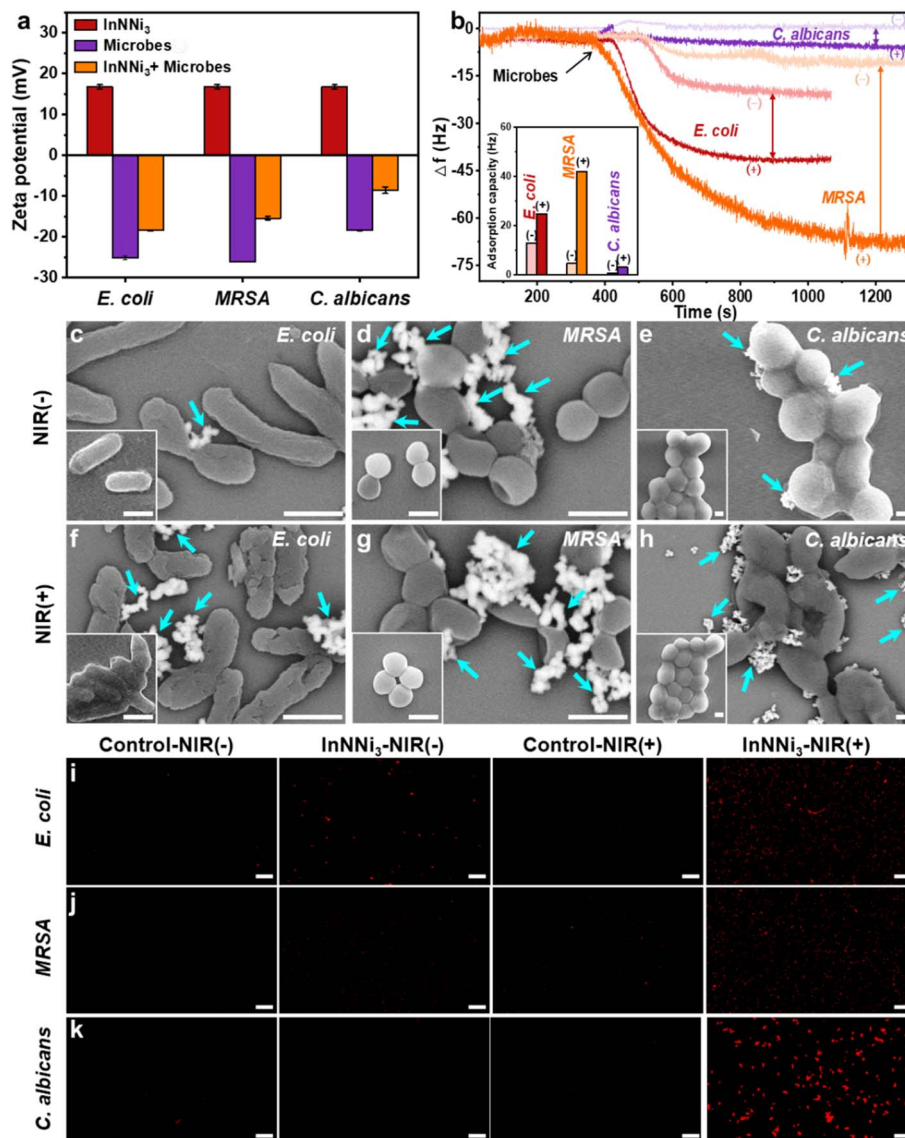 a
InNNi₃
Microbes
InNNi₃+ Microbes
Zeta potential (mV)
40
30
20
10
0
-10
-20
-30
E. coli
MRSA
C. albicans
b
Δf (Hz)
0
-15
-30
-45
-60
-75
200
400
600
800
1000
1200
Time (s)
Microbes
(−)
C. albicans
(+)
(−)
(−)
E. coli
(+)
MRSA
(+)
Adsorption capacity (Hz)
60
40
20
0
E. coli
(-)
(+)
MRSA
(-)
(+)
C. albicans
(-)
(+)
NIR(-)
c
E. coli
d
MRSA
e
C. albicans
NIR(+)
f
E. coli
g
MRSA
h
C. albicans
Control-NIR(-)
InNNi₃-NIR(-)
Control-NIR(+)
InNNi₃-NIR(+)
i
E. coli
j
MRSA
k
C. albicans